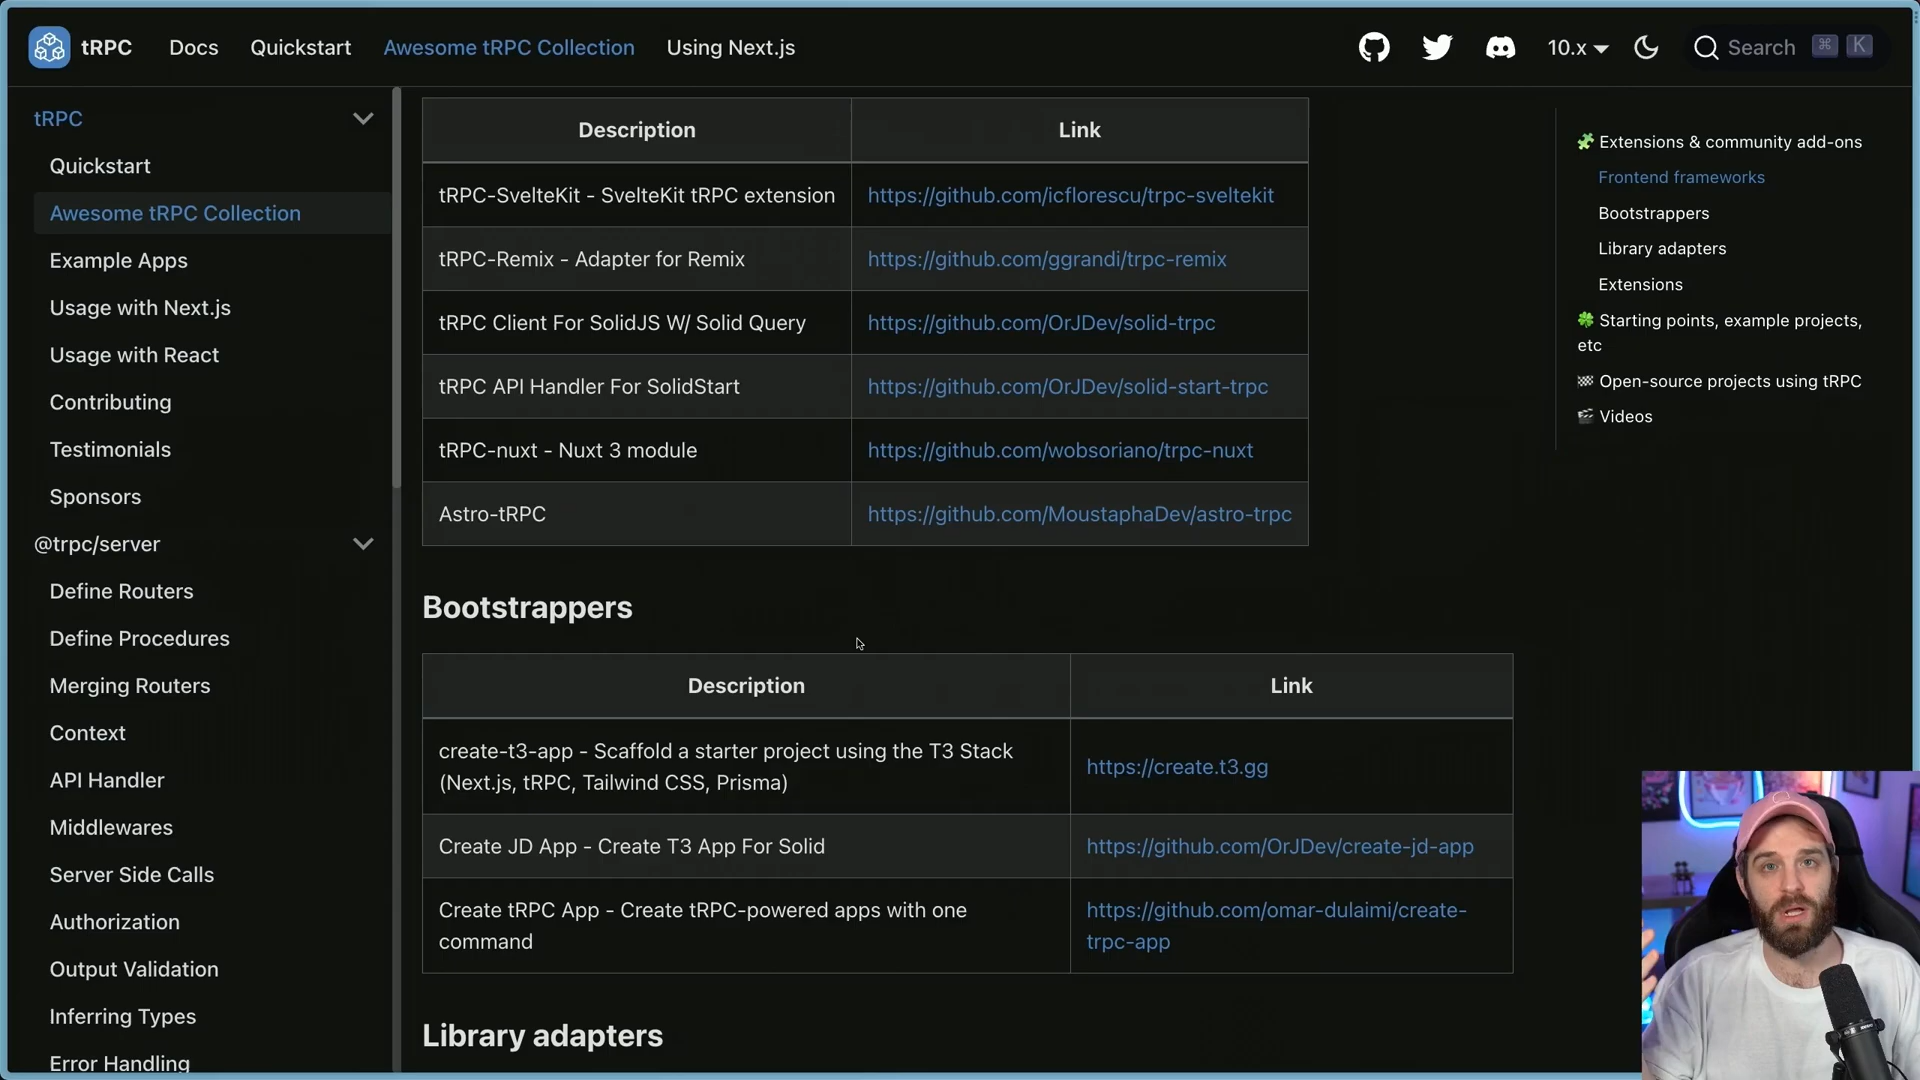 tRPC
Docs
Quickstart
Awesome tRPC Collection
Using Next.js
10.x
Search
⌘ K
tRPC
Quickstart
Awesome tRPC Collection
Example Apps
Usage with Next.js
Usage with React
Contributing
Testimonials
Sponsors
@trpc/server
Define Routers
Define Procedures
Merging Routers
Context
API Handler
Middlewares
Server Side Calls
Authorization
Output Validation
Inferring Types
Error Handling
Description
Link
tRPC-SvelteKit - SvelteKit tRPC extension
https://github.com/icflorescu/trpc-sveltekit
tRPC-Remix - Adapter for Remix
https://github.com/ggrandi/trpc-remix
tRPC Client For SolidJS W/ Solid Query
https://github.com/OrJDev/solid-trpc
tRPC API Handler For SolidStart
https://github.com/OrJDev/solid-start-trpc
tRPC-nuxt - Nuxt 3 module
https://github.com/wobsoriano/trpc-nuxt
Astro-tRPC
https://github.com/MoustaphaDev/astro-trpc
Bootstrappers
Description
Link
create-t3-app - Scaffold a starter project using the T3 Stack
(Next.js, tRPC, Tailwind CSS, Prisma)
https://create.t3.gg
Create JD App - Create T3 App For Solid
https://github.com/OrJDev/create-jd-app
Create tRPC App - Create tRPC-powered apps with one
command
https://github.com/omar-dulaimi/create-
trpc-app
Library adapters
🧩 Extensions & community add-ons
Frontend frameworks
Bootstrappers
Library adapters
Extensions
🍀 Starting points, example projects,
etc
🏁 Open-source projects using tRPC
🎬 Videos